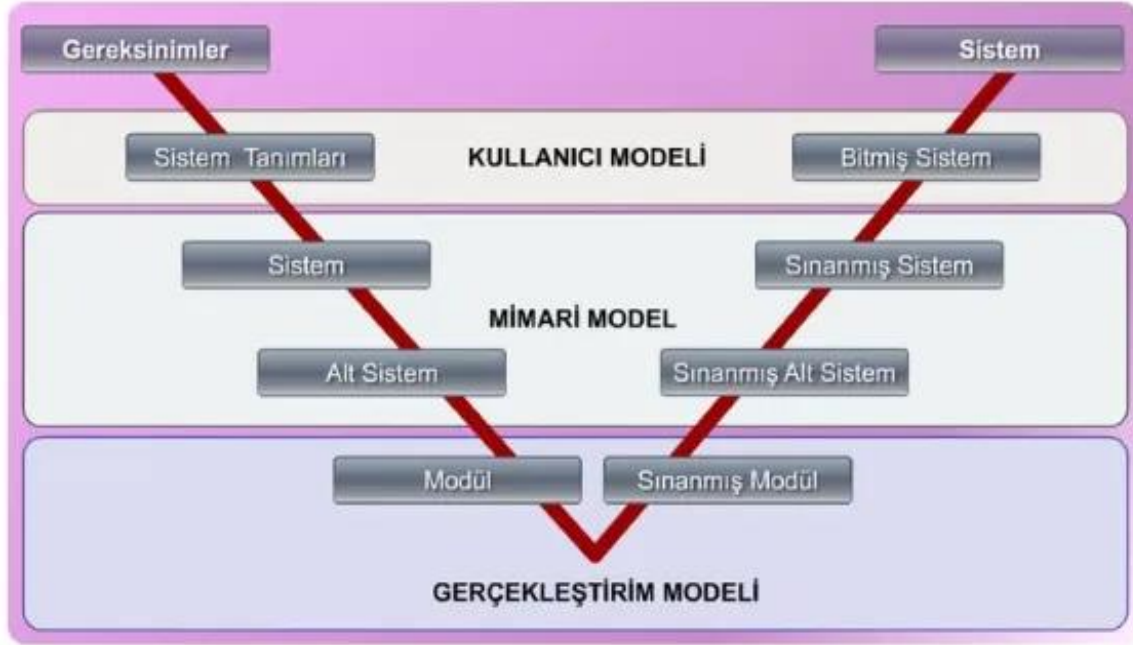 Gereksinimler
Sistem
Sistem Tanımları
KULLANICI MODELİ
Bitmiş Sistem
Sistem
Sınanmış Sistem
MİMARİ MODEL
Alt Sistem
Sınanmış Alt Sistem
Modül
Sınanmış Modül
GERÇEKLEŞTİRİM MODELİ